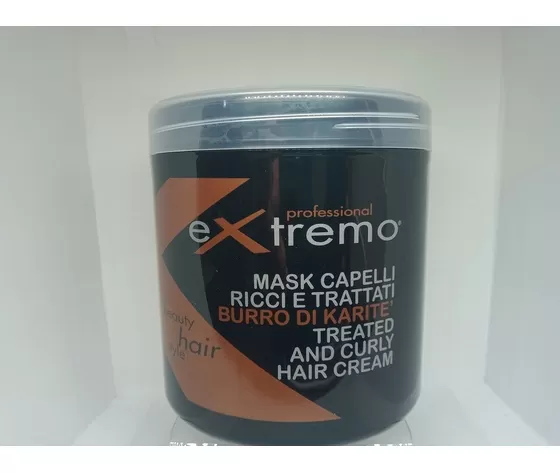 professional
eXtremo®
MASK CAPELLI
RICCI E TRATTATI
BURRO DI KARITE'
TREATED
AND CURLY
HAIR CREAM
beauty
hair
style